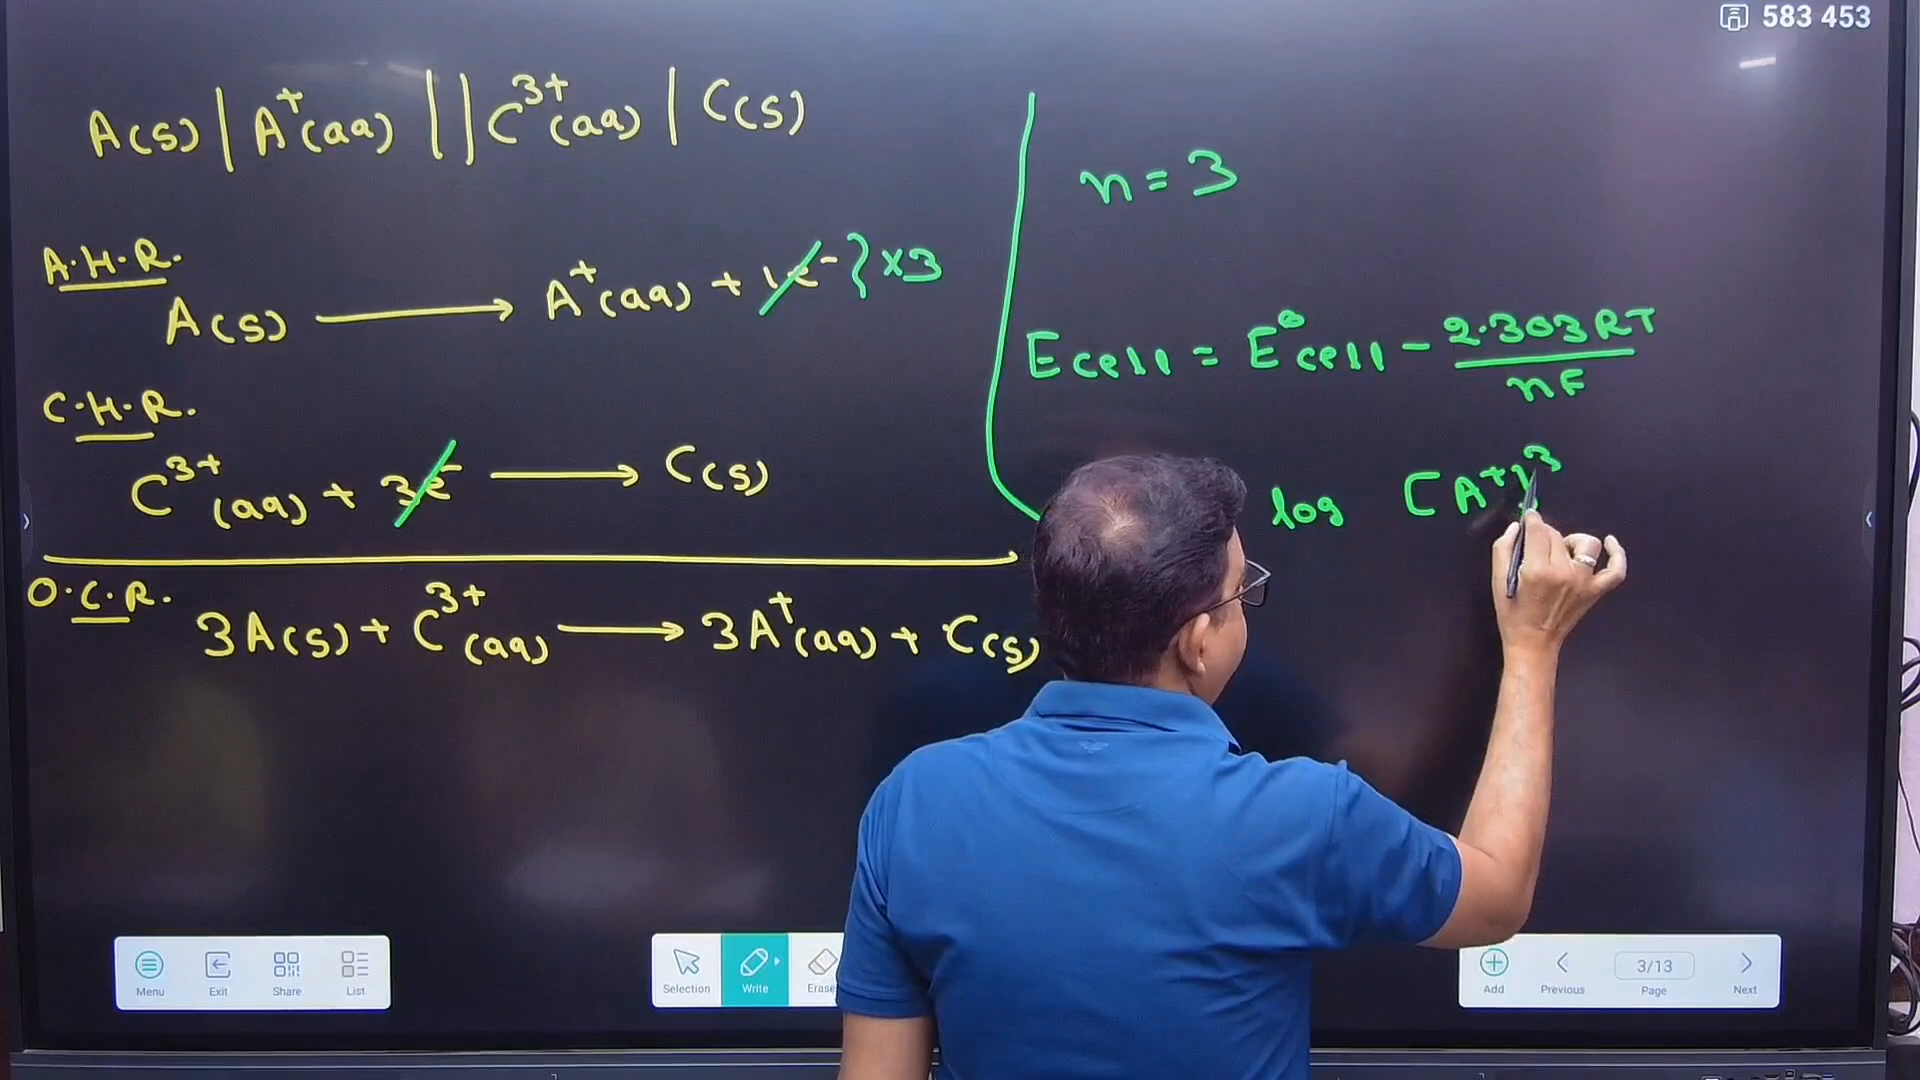 583 453
A(s) | A⁺(aq) || C³⁺(aq) | C(s)
A.H.R.
A(s) ⟶ A⁺(aq) + 1e⁻ } ×3
C.H.R.
C³⁺(aq) + 3e⁻ ⟶ C(s)
O.C.R.
3A(s) + C³⁺(aq) ⟶ 3A⁺(aq) + C(s)
n = 3
Ecell = E°cell - 2.303RT
nF
log [A⁺]³
Menu Exit Share List
Selection Write Erase
Add Previous 3/13 Page Next